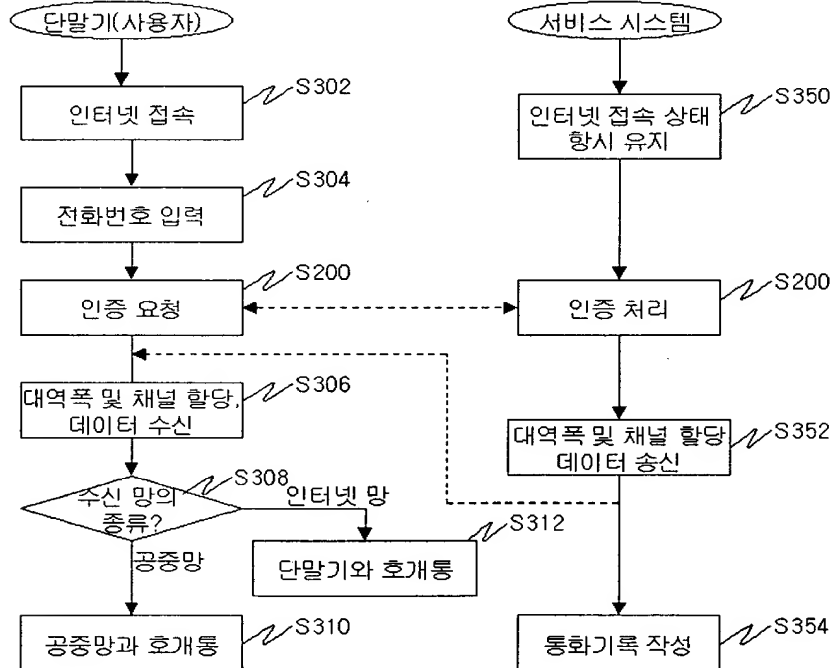 단말기(사용자)
서비스 시스템
인터넷 접속
S302
인터넷 접속 상태
항시 유지
S350
전화번호 입력
S304
인증 요청
S200
인증 처리
S200
대역폭 및 채널 할당,
데이터 수신
S306
대역폭 및 채널 할당
데이터 송신
S352
수신 망의
종류?
S308
인터넷 망
단말기와 호개통
S312
공중망
공중망과 호개통
S310
통화기록 작성
S354